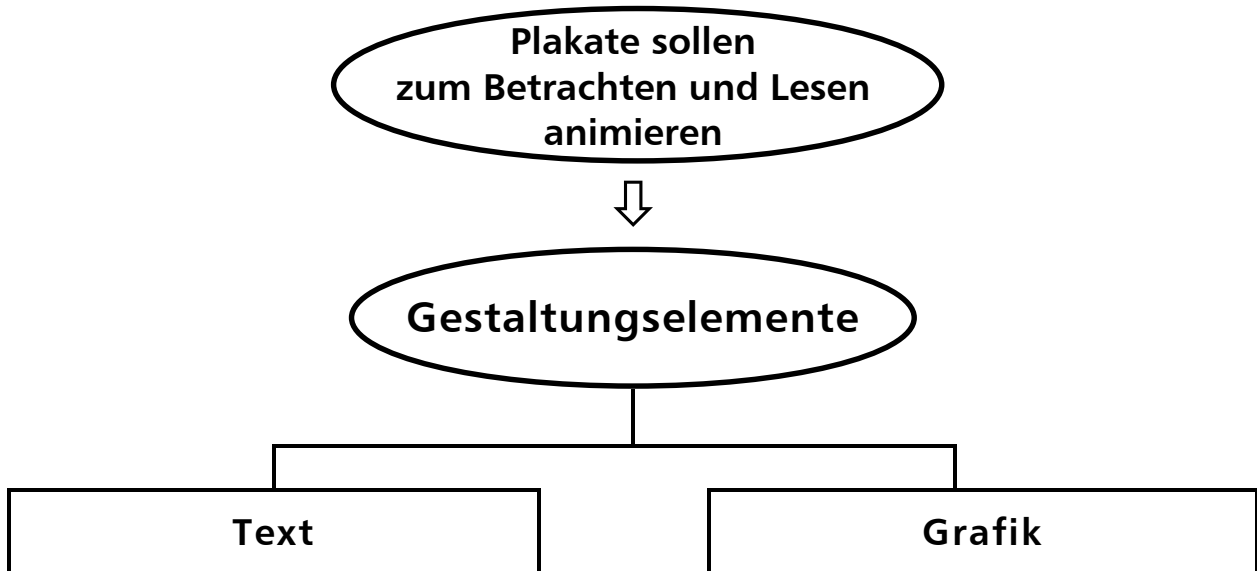 Plakate sollen
zum Betrachten und Lesen
animieren
Gestaltungselemente
Text
Grafik